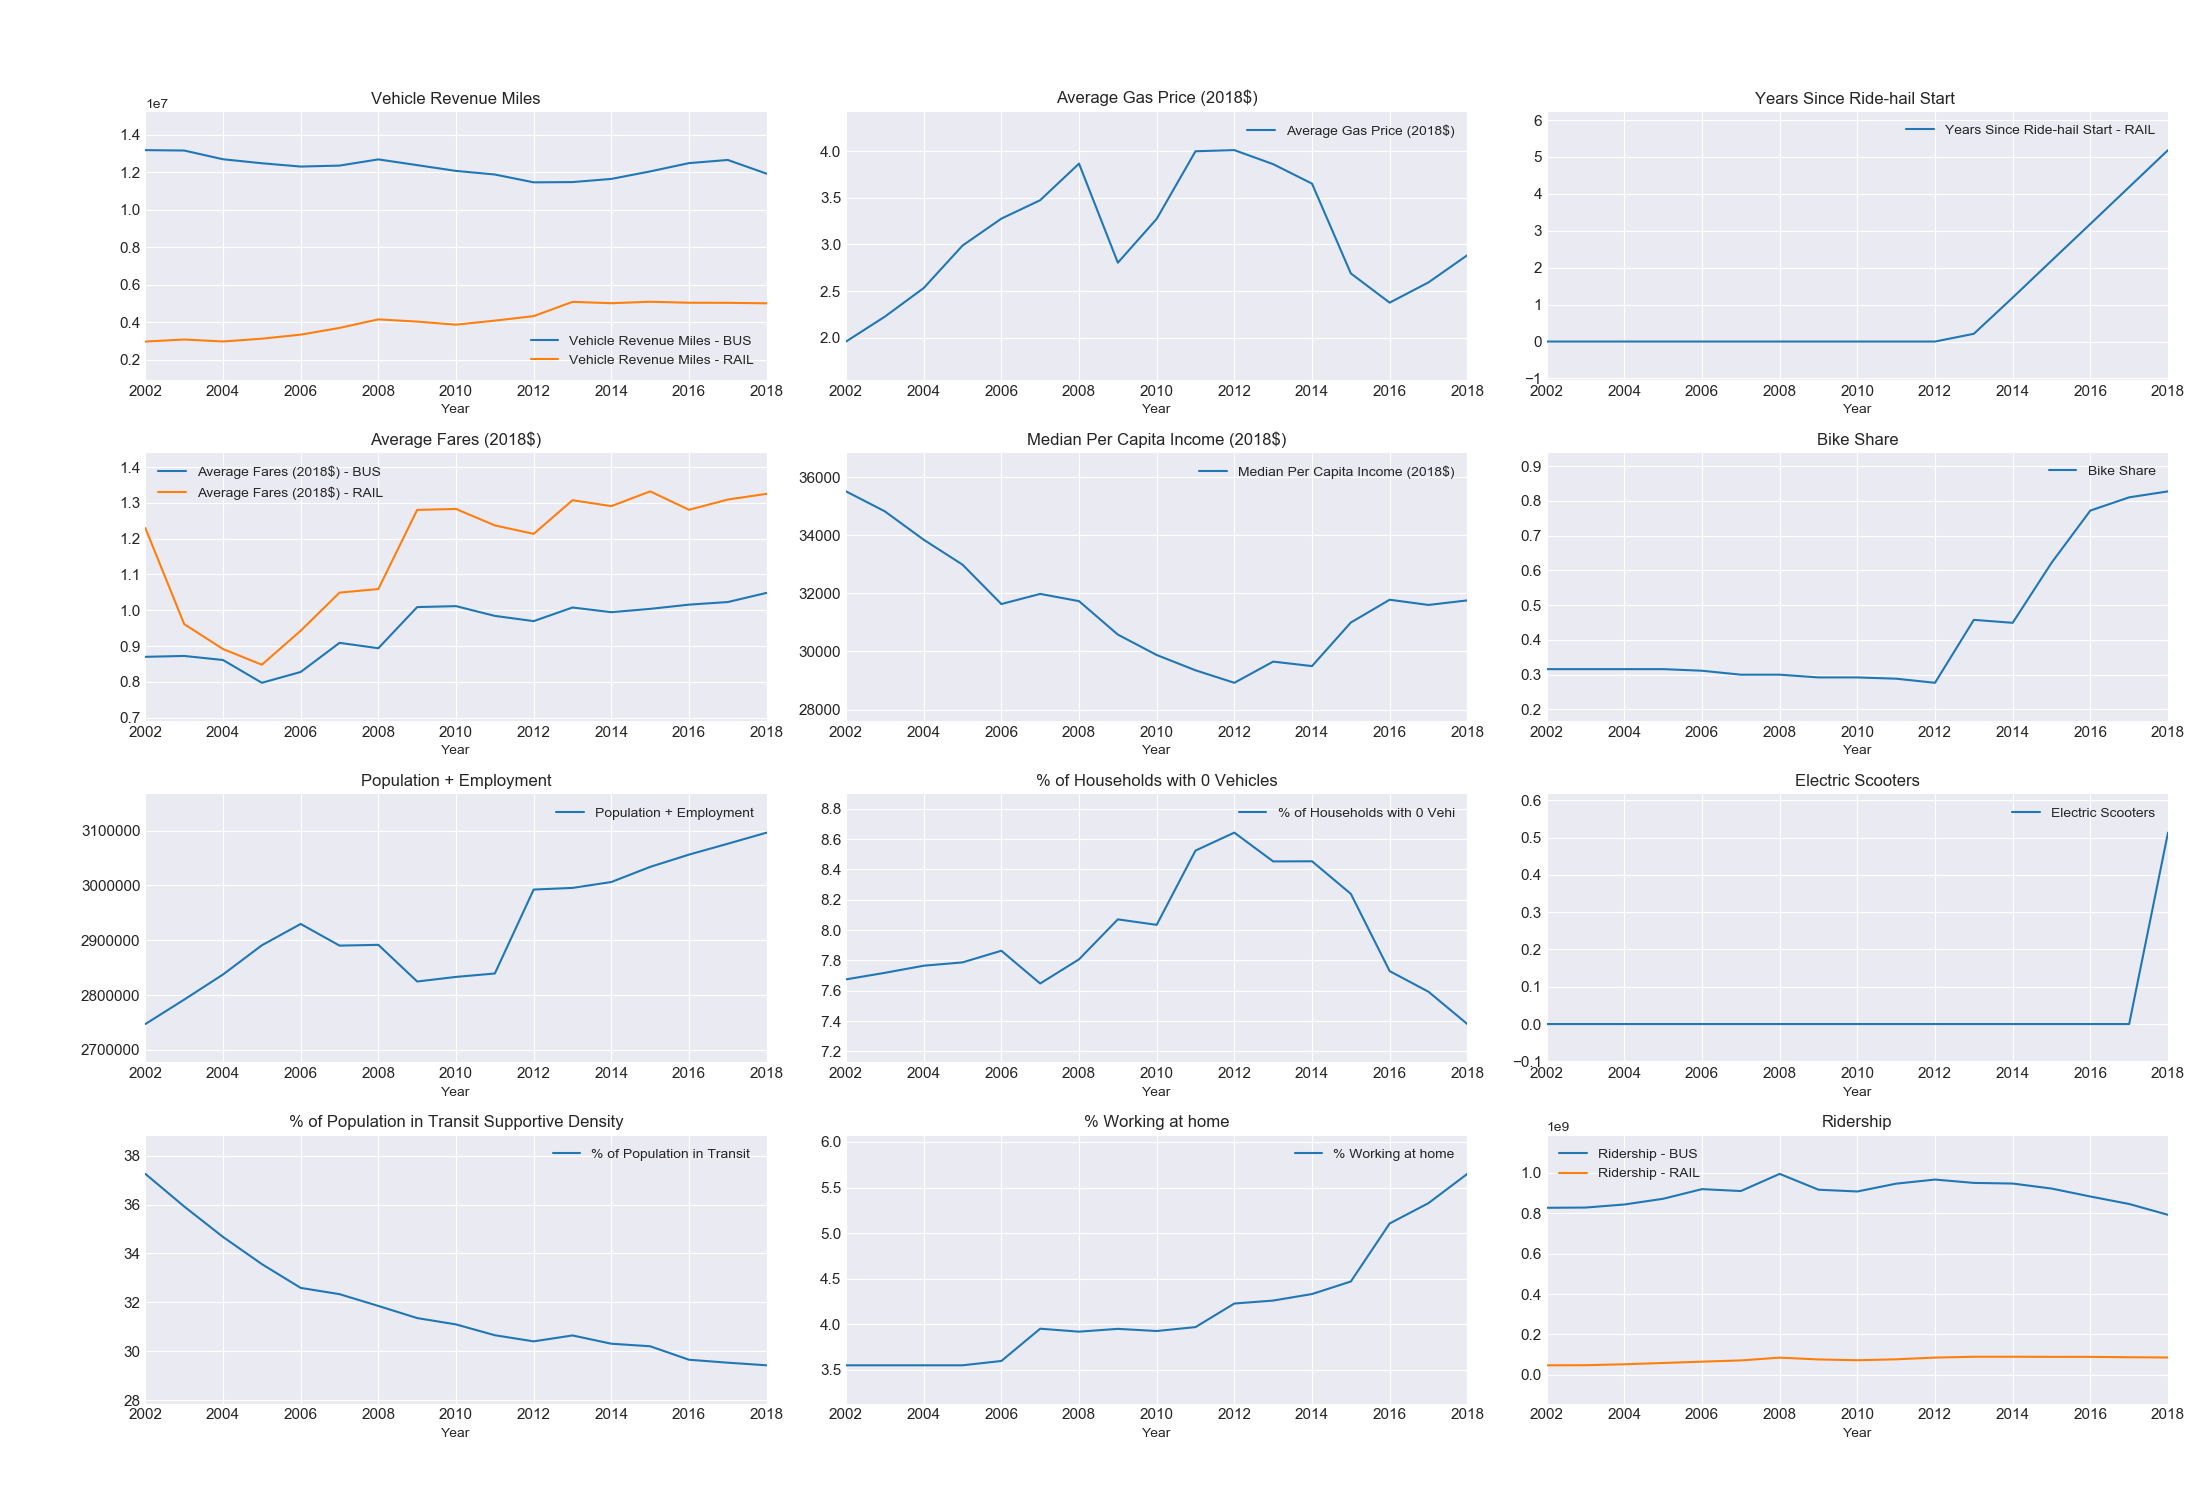 Vehicle Revenue Miles
1e7
1.4
1.2
1.0
0.8
0.6
0.4
0.2
Vehicle Revenue Miles - BUS
Vehicle Revenue Miles - RAIL
2002 2004 2006 2008 2010 2012 2014 2016 2018
Year
Average Gas Price (2018$)
Average Gas Price (2018$)
4.0
3.5
3.0
2.5
2.0
2002 2004 2006 2008 2010 2012 2014 2016 2018
Year
Years Since Ride-hail Start
Years Since Ride-hail Start - RAIL
6
5
4
3
2
1
0
−1
2002 2004 2006 2008 2010 2012 2014 2016 2018
Year
Average Fares (2018$)
Average Fares (2018$) - BUS
Average Fares (2018$) - RAIL
1.4
1.3
1.2
1.1
1.0
0.9
0.8
0.7
2002 2004 2006 2008 2010 2012 2014 2016 2018
Year
Median Per Capita Income (2018$)
Median Per Capita Income (2018$)
36000
34000
32000
30000
28000
2002 2004 2006 2008 2010 2012 2014 2016 2018
Year
Bike Share
Bike Share
0.9
0.8
0.7
0.6
0.5
0.4
0.3
0.2
2002 2004 2006 2008 2010 2012 2014 2016 2018
Year
Population + Employment
Population + Employment
3100000
3000000
2900000
2800000
2700000
2002 2004 2006 2008 2010 2012 2014 2016 2018
Year
% of Households with 0 Vehicles
% of Households with 0 Vehi
8.8
8.6
8.4
8.2
8.0
7.8
7.6
7.4
7.2
2002 2004 2006 2008 2010 2012 2014 2016 2018
Year
Electric Scooters
Electric Scooters
0.6
0.5
0.4
0.3
0.2
0.1
0.0
−0.1
2002 2004 2006 2008 2010 2012 2014 2016 2018
Year
% of Population in Transit Supportive Density
% of Population in Transit
38
36
34
32
30
28
2002 2004 2006 2008 2010 2012 2014 2016 2018
Year
% Working at home
% Working at home
6.0
5.5
5.0
4.5
4.0
3.5
2002 2004 2006 2008 2010 2012 2014 2016 2018
Year
Ridership
1e9
Ridership - BUS
Ridership - RAIL
1.0
0.8
0.6
0.4
0.2
0.0
2002 2004 2006 2008 2010 2012 2014 2016 2018
Year